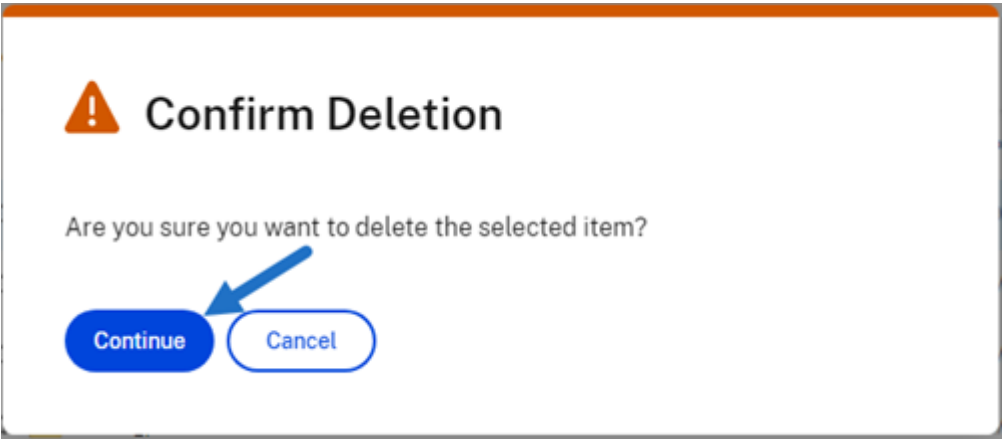 Confirm Deletion
Are you sure you want to delete the selected item?
Continue
Cancel